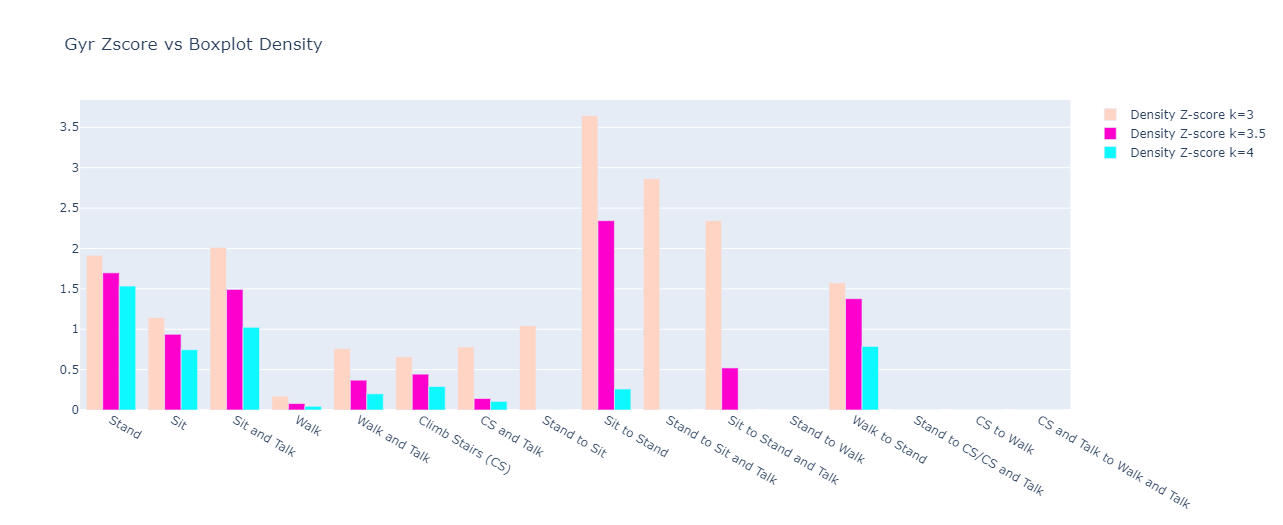 Gyr Zscore vs Boxplot Density
3.5
3
2.5
2
1.5
1
0.5
0
Density Z-score k=3
Density Z-score k=3.5
Density Z-score k=4
Stand
Sit
Sit and Talk
Walk
Walk and Talk
Climb Stairs (CS)
CS and Talk
Stand to Sit
Sit to Stand
Stand to Sit and Talk
Sit to Stand and Talk
Stand to Walk
Walk to Stand
Stand to CS/CS and Talk
CS to Walk
CS and Talk to Walk and Talk